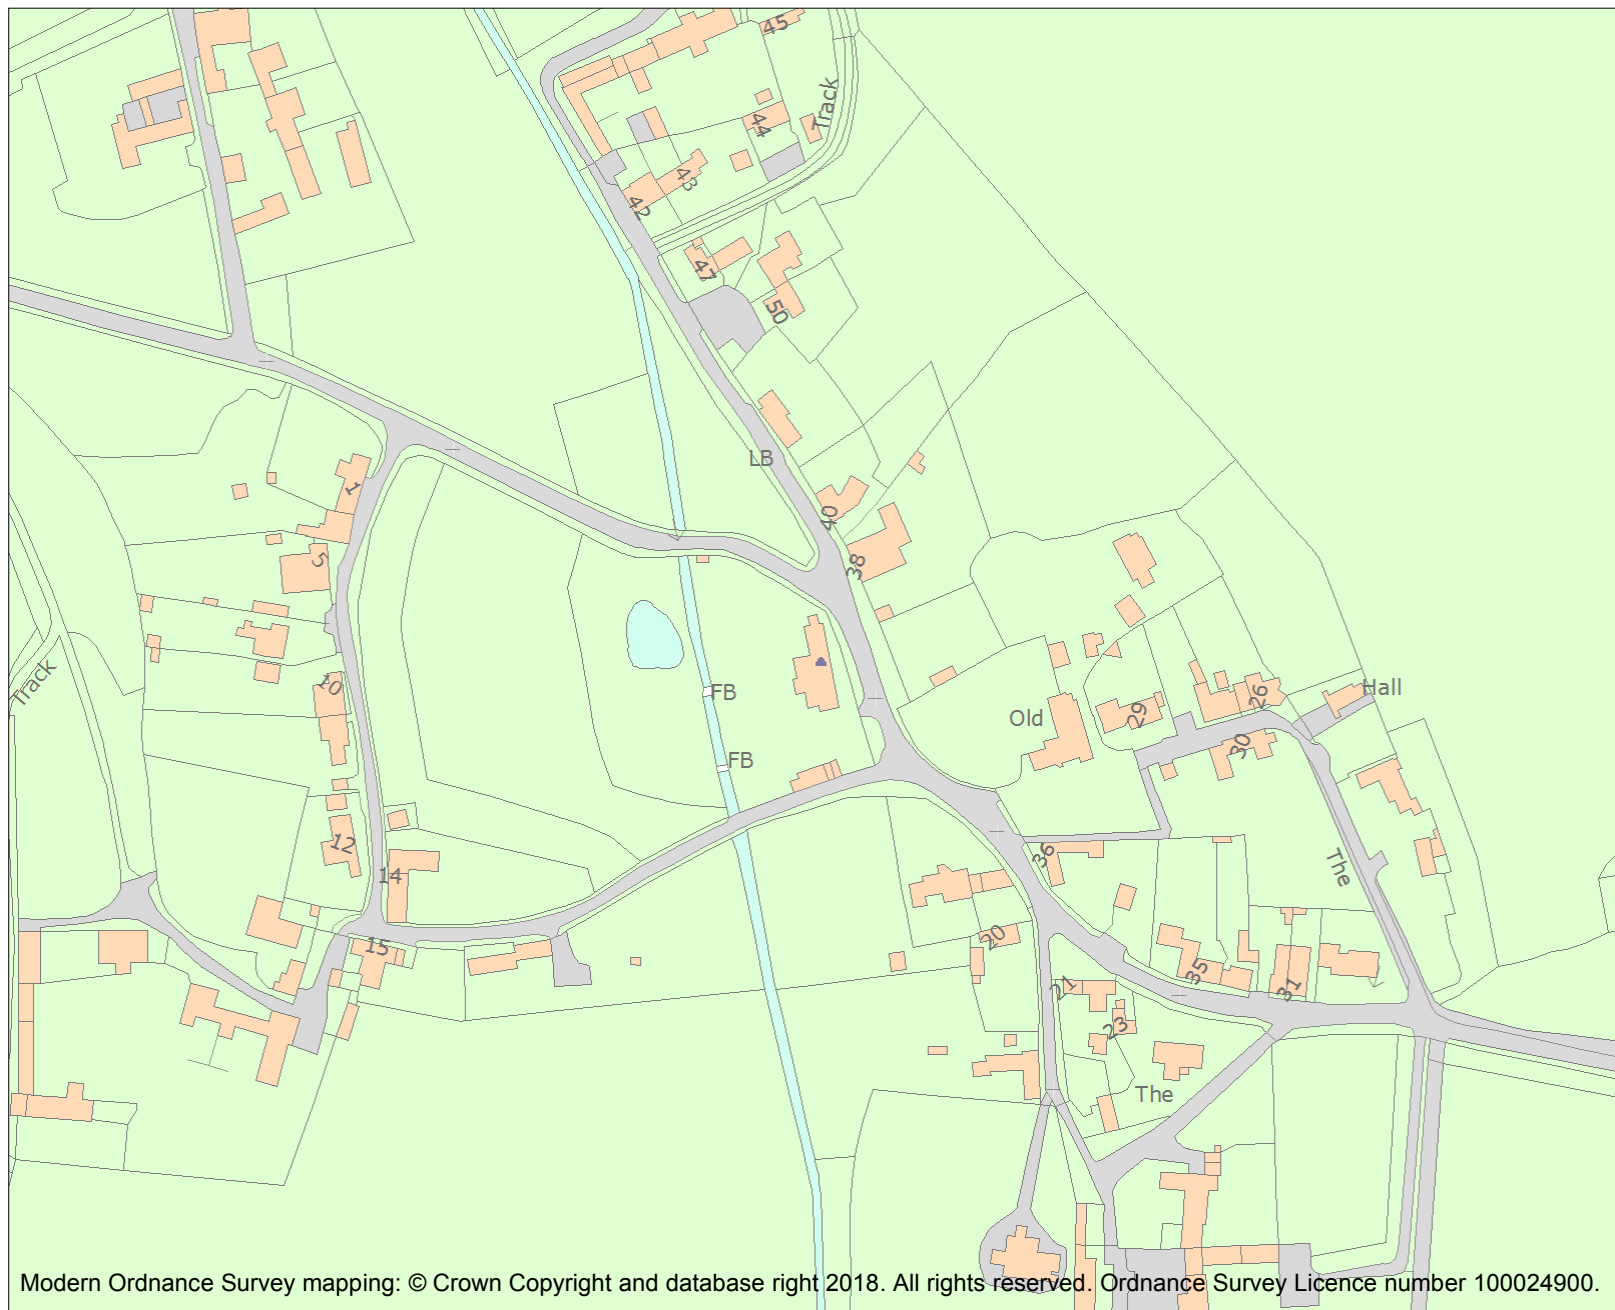 45
Track
44
43
42
47
50
LB
1
40
5
38
Track
10
FB
Hall
26
Old
29
30
FB
12
36
The
14
20
15
35
21
31
23
The
Modern Ordnance Survey mapping: © Crown Copyright and database right 2018. All rights reserved. Ordnance Survey Licence number 100024900.